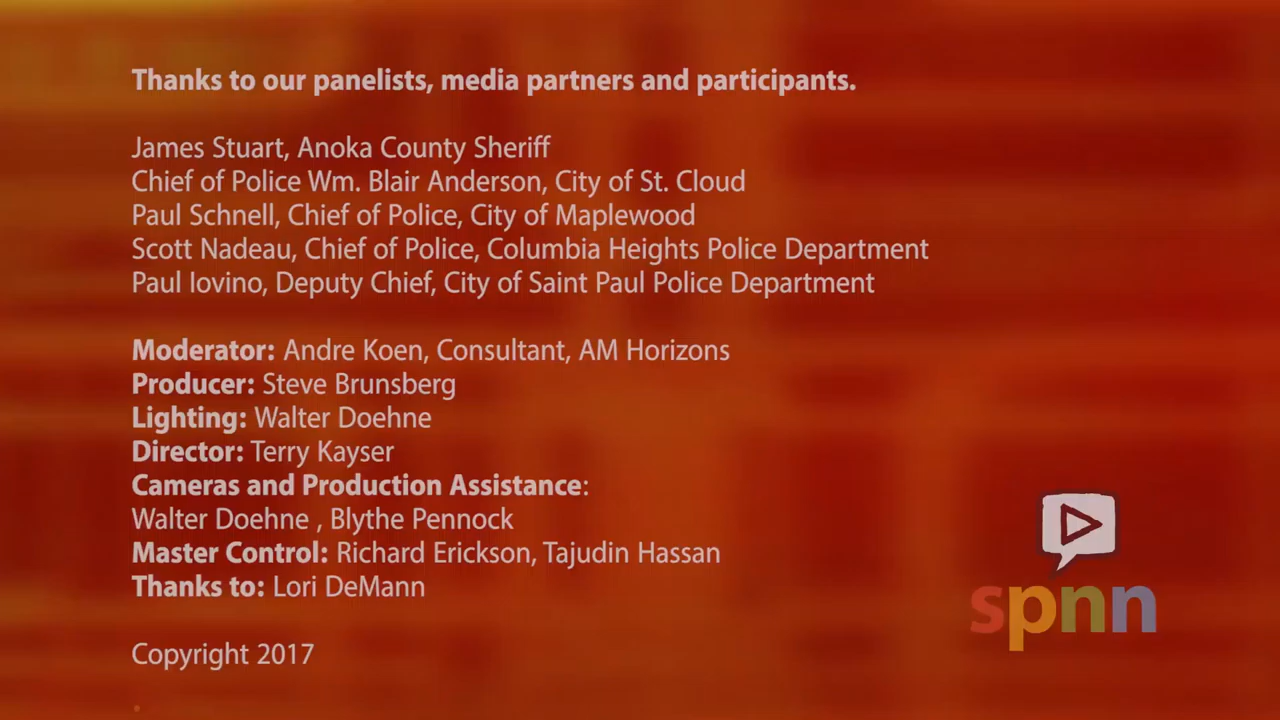 Thanks to our panelists, media partners and participants.
James Stuart, Anoka County Sheriff
Chief of Police Wm. Blair Anderson, City of St. Cloud
Paul Schnell, Chief of Police, City of Maplewood
Scott Nadeau, Chief of Police, Columbia Heights Police Department
Paul Iovino, Deputy Chief, City of Saint Paul Police Department
Moderator: Andre Koen, Consultant, AM Horizons
Producer: Steve Brunsberg
Lighting: Walter Doehne
Director: Terry Kayser
Cameras and Production Assistance:
Walter Doehne , Blythe Pennock
Master Control: Richard Erickson, Tajudin Hassan
Thanks to: Lori DeMann
Copyright 2017
spnn